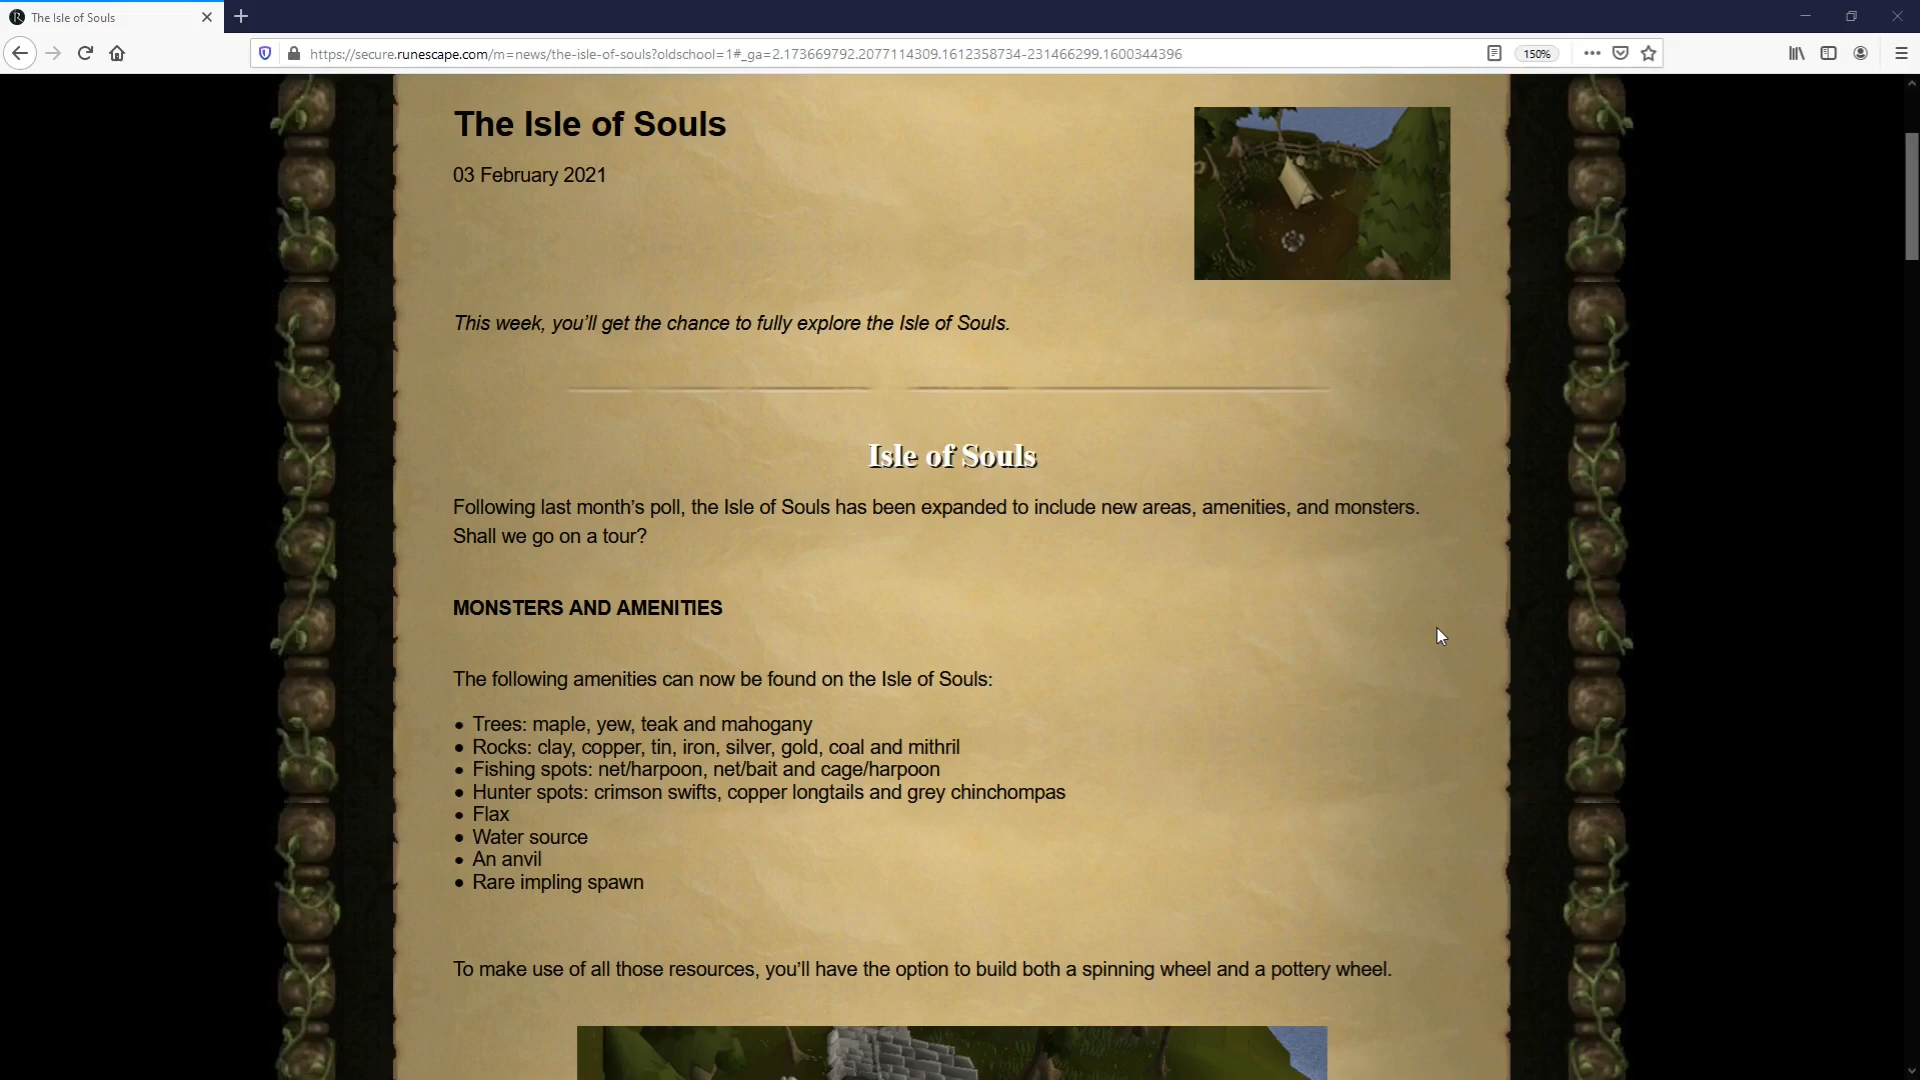 The Isle of Souls
https://secure.runescape.com/m=news/the-isle-of-souls?oldschool=1#_ga=2.173669792.2077114309.1612358734-231466299.1600344396
150%
The Isle of Souls
03 February 2021
This week, you’ll get the chance to fully explore the Isle of Souls.
Isle of Souls
Following last month’s poll, the Isle of Souls has been expanded to include new areas, amenities, and monsters.
Shall we go on a tour?
MONSTERS AND AMENITIES
The following amenities can now be found on the Isle of Souls:
• Trees: maple, yew, teak and mahogany
• Rocks: clay, copper, tin, iron, silver, gold, coal and mithril
• Fishing spots: net/harpoon, net/bait and cage/harpoon
• Hunter spots: crimson swifts, copper longtails and grey chinchompas
• Flax
• Water source
• An anvil
• Rare impling spawn
To make use of all those resources, you’ll have the option to build both a spinning wheel and a pottery wheel.